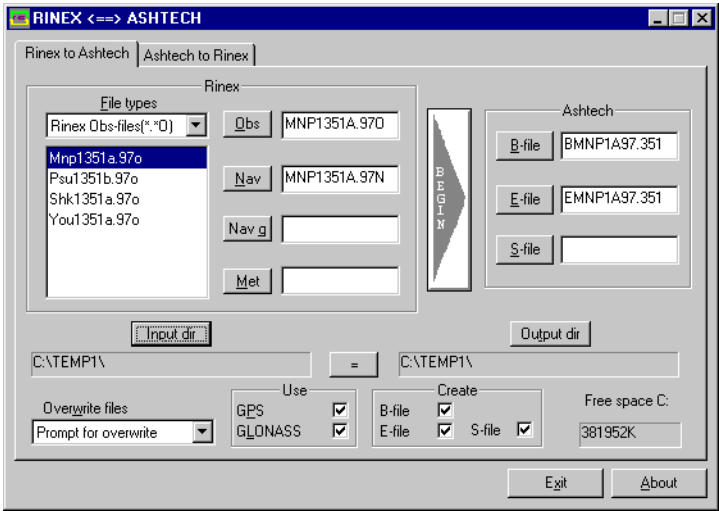 RINEX <==> ASHTECH
Rinex to Ashtech
Ashtech to Rinex
Rinex
File types
Rinex Obs-files(*.*O)
Mnp1351a.97o
Psu1351b.97o
Shk1351a.97o
You1351a.97o
Obs
MNP1351A.97O
Nav
MNP1351A.97N
Nav g
Met
BEGIN
Ashtech
B-file
BMNP1A97.351
E-file
EMNP1A97.351
S-file
Input dir
Output dir
C:\TEMP1\
=
C:\TEMP1\
Overwrite files
Prompt for overwrite
Use
GPS
GLONASS
Create
B-file
E-file
S-file
Free space C:
381952K
Exit
About